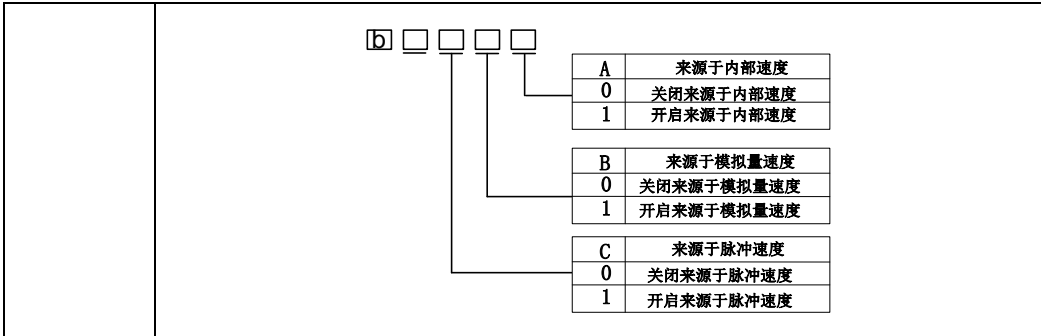 b
A 来源于内部速度
0 关闭来源于内部速度
1 开启来源于内部速度
B 来源于模拟量速度
0 关闭来源于模拟量速度
1 开启来源于模拟量速度
C 来源于脉冲速度
0 关闭来源于脉冲速度
1 开启来源于脉冲速度